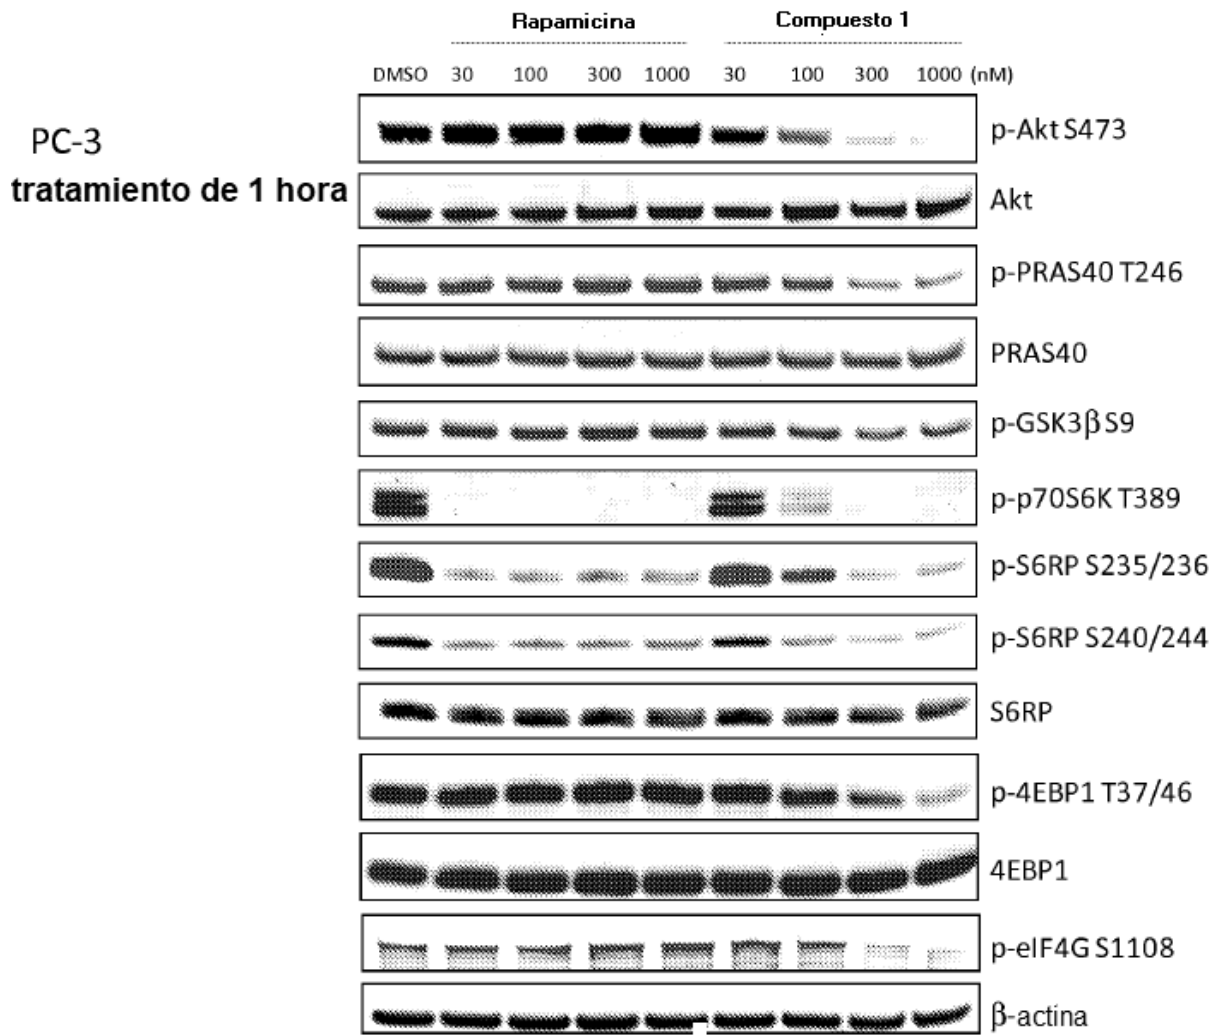 Rapamicina Compuesto 1
DMSO 30 100 300 1000 30 100 300 1000 (nM)
PC-3
tratamiento de 1 hora
p-Akt S473
Akt
p-PRAS40 T246
PRAS40
p-GSK3β S9
p-p70S6K T389
p-S6RP S235/236
p-S6RP S240/244
S6RP
p-4EBP1 T37/46
4EBP1
p-eIF4G S1108
β-actina